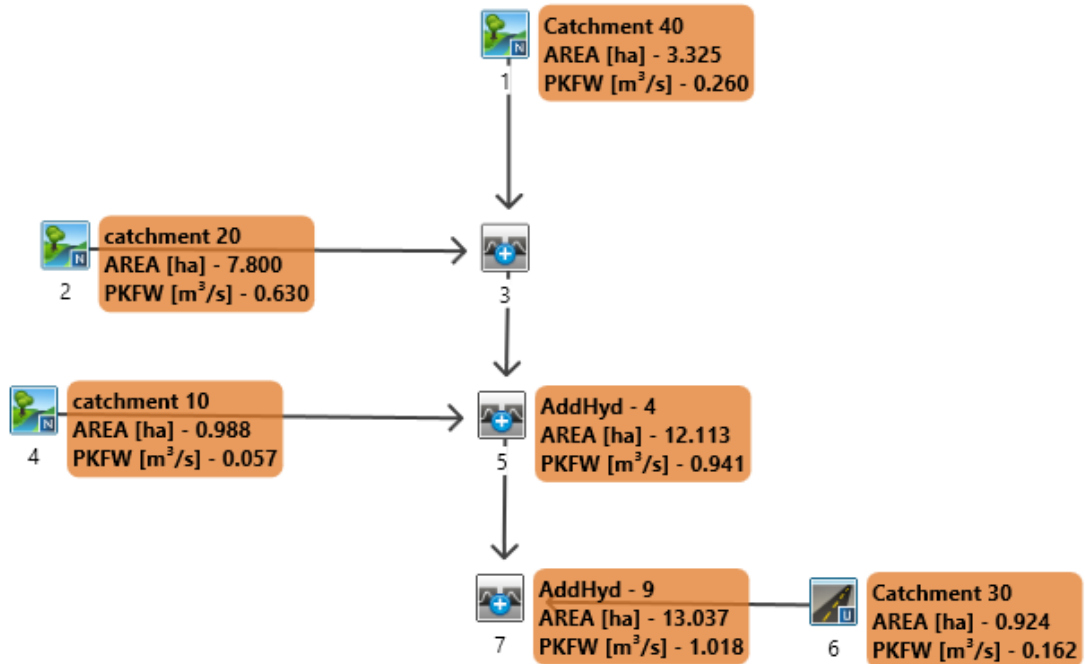 Catchment 40
AREA [ha] - 3.325
PKFW [m³/s] - 0.260
N
1
catchment 20
AREA [ha] - 7.800
PKFW [m³/s] - 0.630
N
2
3
catchment 10
AREA [ha] - 0.988
PKFW [m³/s] - 0.057
N
4
AddHyd - 4
AREA [ha] - 12.113
PKFW [m³/s] - 0.941
5
AddHyd - 9
AREA [ha] - 13.037
PKFW [m³/s] - 1.018
7
Catchment 30
AREA [ha] - 0.924
PKFW [m³/s] - 0.162
U
6